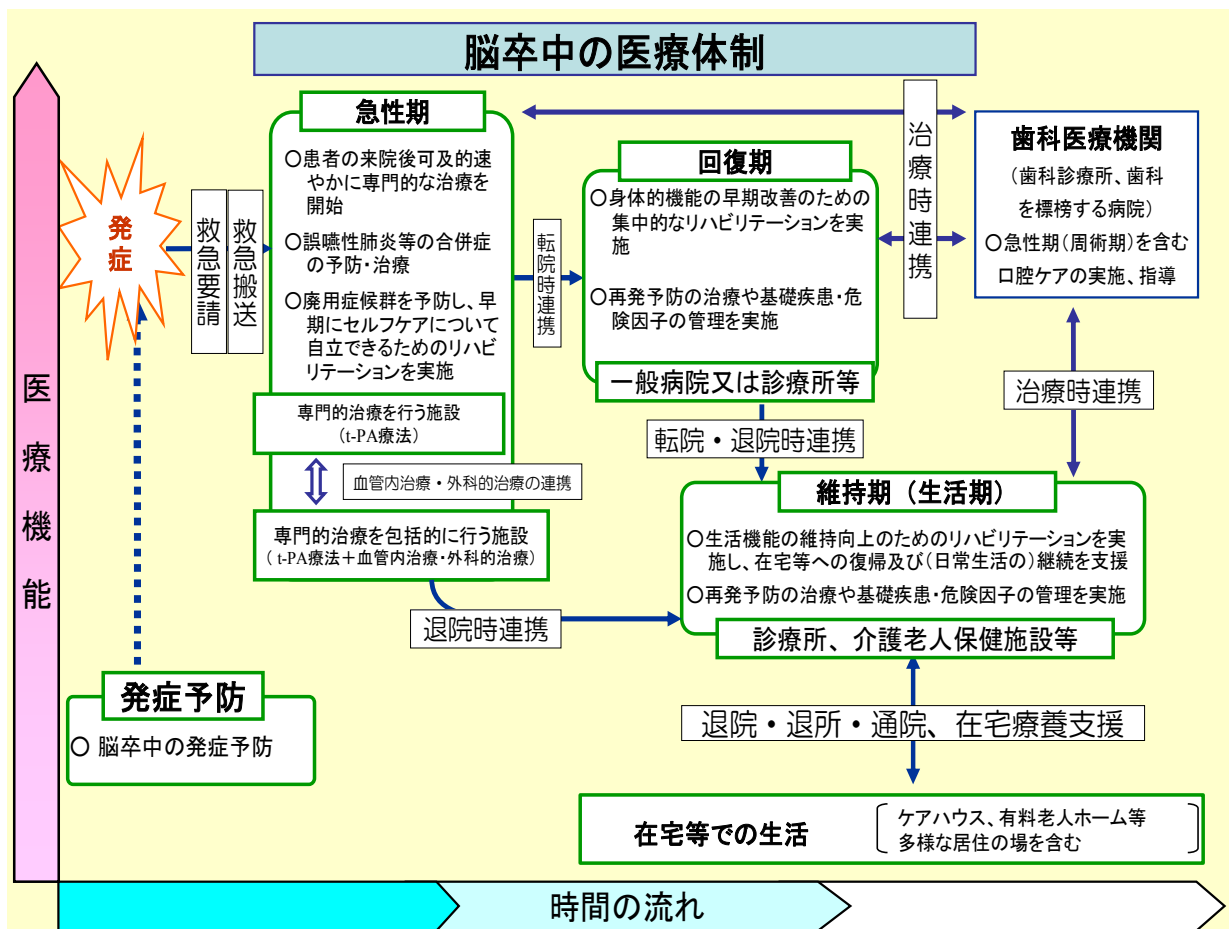 脳卒中の医療体制
医療機能
発症
救急要請
救急搬送
急性期
○患者の来院後可及的速
やかに専門的な治療を
開始
○誤嚥性肺炎等の合併症
の予防・治療
○廃用症候群を予防し、早
期にセルフケアについて
自立できるためのリハビ
リテーションを実施
専門的治療を行う施設
(t-PA療法)
血管内治療・外科的治療の連携
専門的治療を包括的に行う施設
( t-PA療法＋血管内治療・外科的治療)
転院時連携
回復期
○身体的機能の早期改善のための
集中的なリハビリテーションを実
施
○再発予防の治療や基礎疾患・危
険因子の管理を実施
一般病院又は診療所等
治療時連携
歯科医療機関
(歯科診療所、歯科
を標榜する病院)
○急性期(周術期)を含む
口腔ケアの実施、指導
治療時連携
転院・退院時連携
退院時連携
維持期（生活期）
○生活機能の維持向上のためのリハビリテーションを実
施し、在宅等への復帰及び(日常生活の)継続を支援
○再発予防の治療や基礎疾患・危険因子の管理を実施
診療所、介護老人保健施設等
発症予防
○ 脳卒中の発症予防
退院・退所・通院、在宅療養支援
在宅等での生活
ケアハウス、有料老人ホーム等
多様な居住の場を含む
時間の流れ